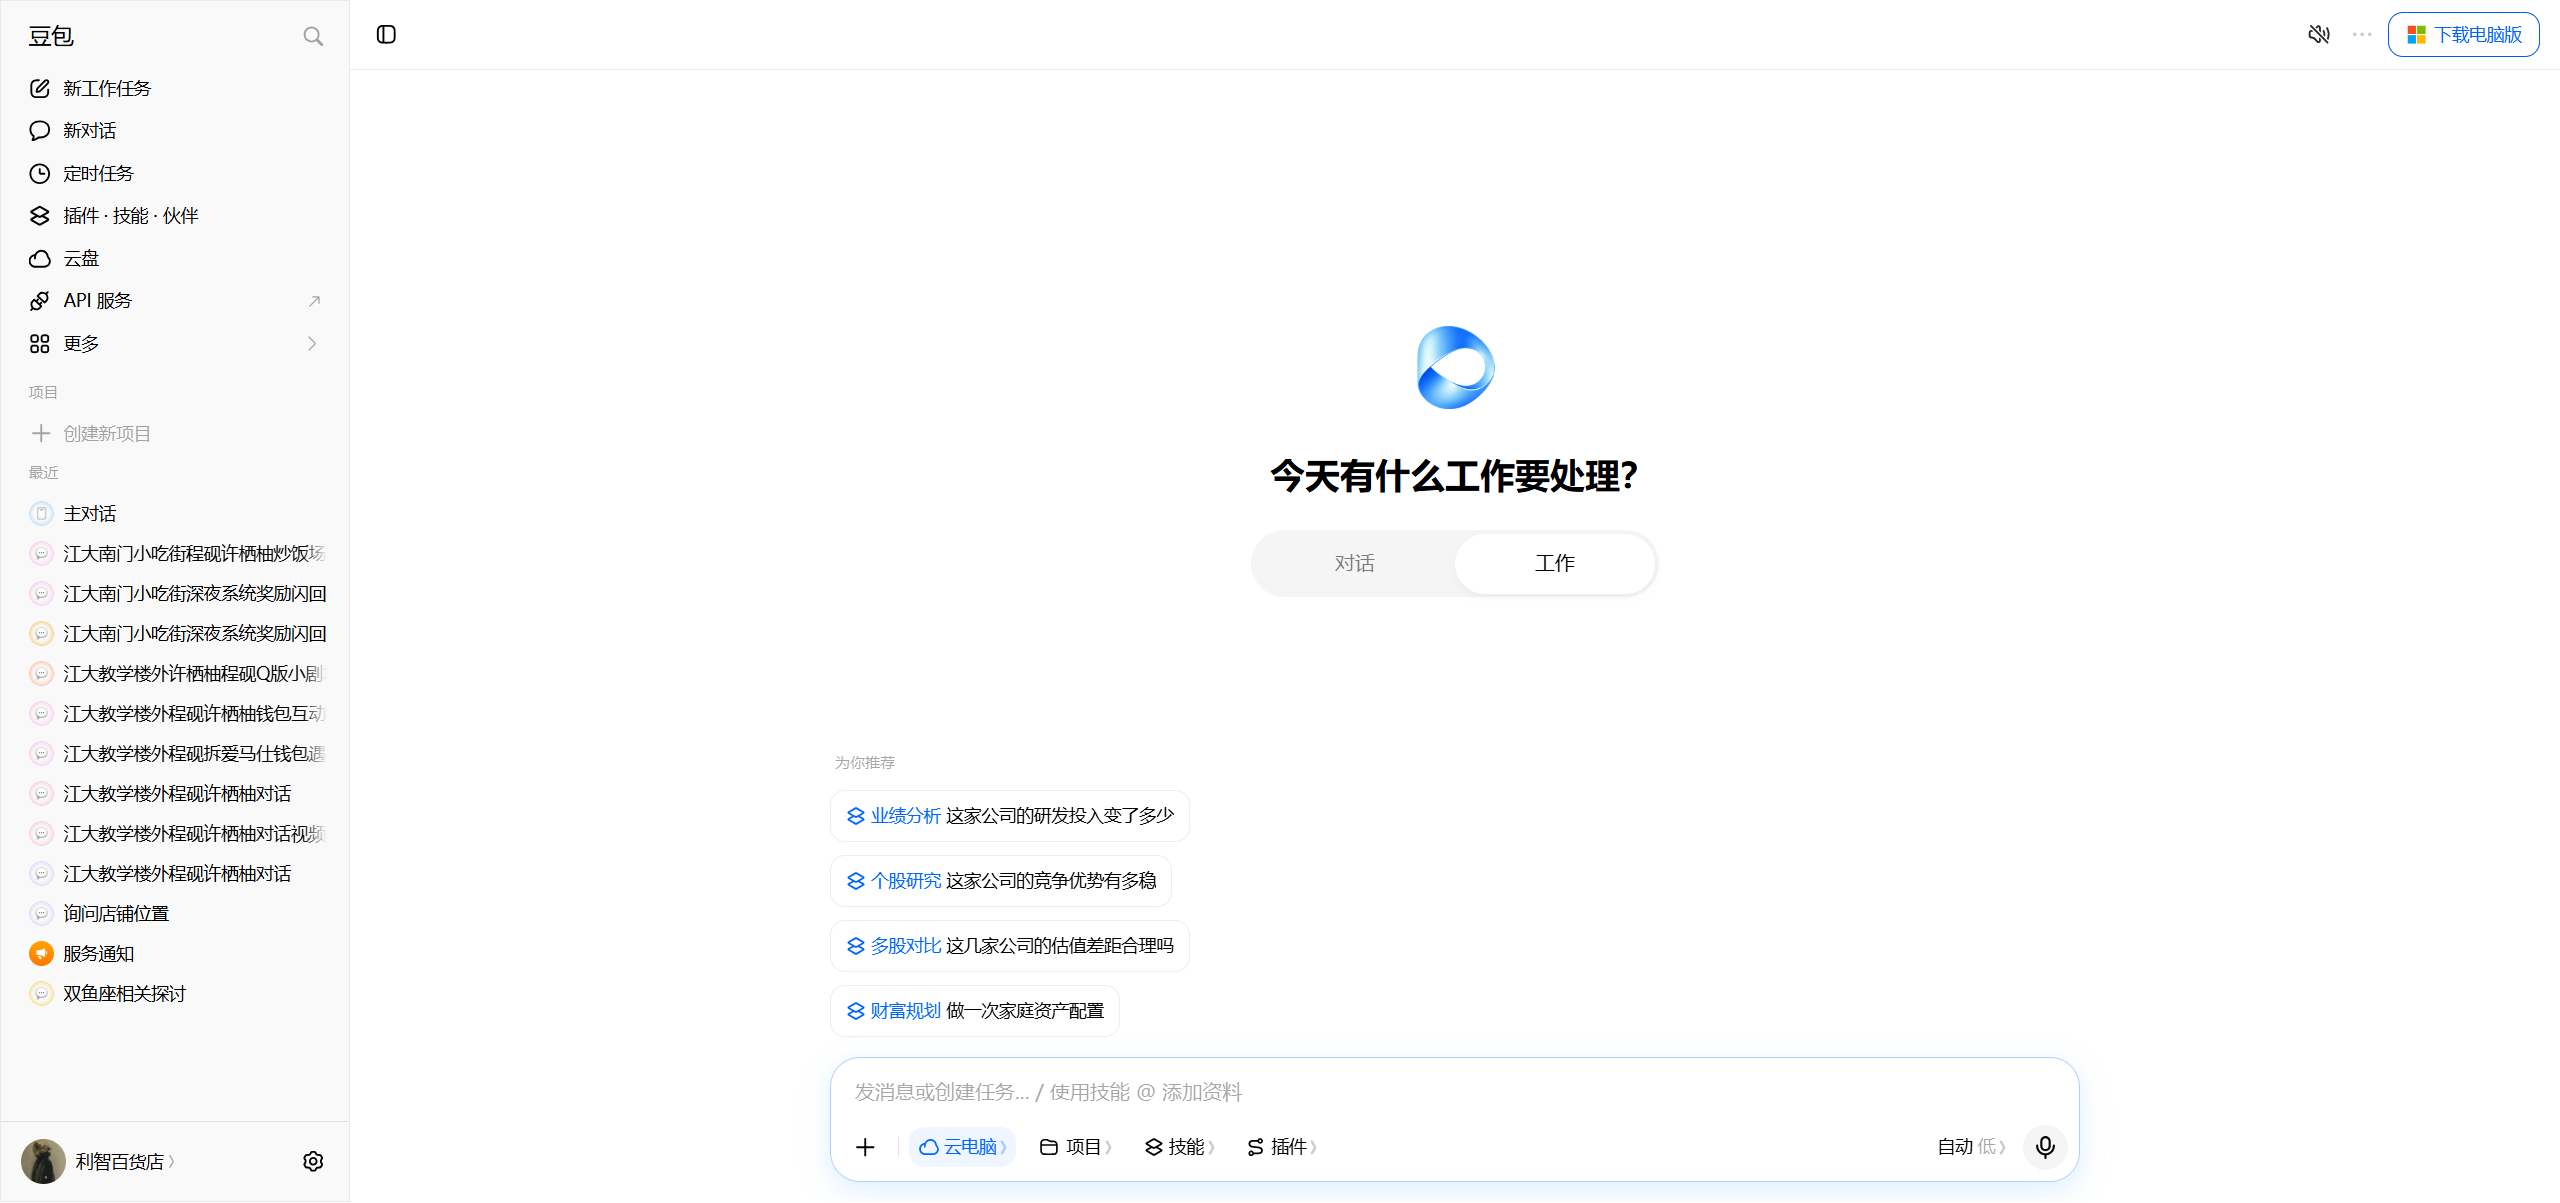 豆包
新工作任务
新对话
定时任务
插件 · 技能 · 伙伴
云盘
API 服务
更多
项目
创建新项目
最近
主对话
江大南门小吃街程砚许栖柚炒饭场
江大南门小吃街深夜系统奖励闪回
江大南门小吃街深夜系统奖励闪回
江大教学楼外许栖柚程砚Q版小剧
江大教学楼外程砚许栖柚钱包互动
江大教学楼外程砚拆爱马仕钱包遇
江大教学楼外程砚许栖柚对话
江大教学楼外程砚许栖柚对话视频
江大教学楼外程砚许栖柚对话
询问店铺位置
服务通知
双鱼座相关探讨
利智百货店
下载电脑版
今天有什么工作要处理？
对话 工作
为你推荐
业绩分析 这家公司的研发投入变了多少
个股研究 这家公司的竞争优势有多稳
多股对比 这几家公司的估值差距合理吗
财富规划 做一次家庭资产配置
发消息或创建任务... / 使用技能 @ 添加资料
云电脑 项目 技能 插件 自动 低